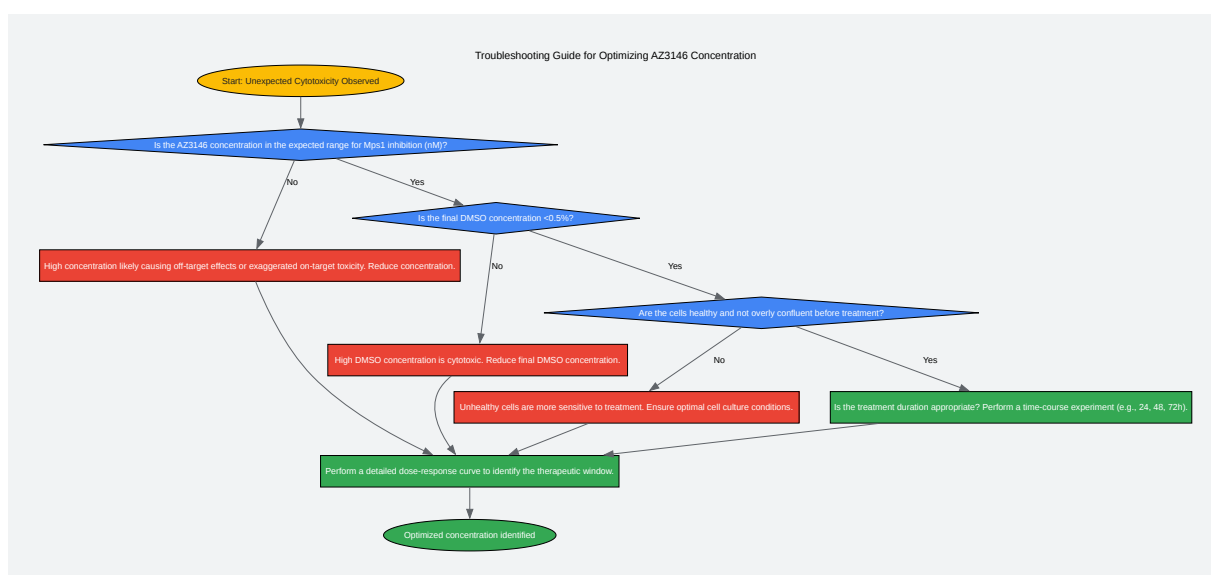 Troubleshooting Guide for Optimizing AZ3146 Concentration
Start: Unexpected Cytotoxicity Observed
Is the AZ3146 concentration in the expected range for Mps1 inhibition (nM)?
No
Yes
Is the final DMSO concentration <0.5%?
High concentration likely causing off-target effects or exaggerated on-target toxicity. Reduce concentration.
No
Yes
Are the cells healthy and not overly confluent before treatment?
High DMSO concentration is cytotoxic. Reduce final DMSO concentration.
No
Yes
Unhealthy cells are more sensitive to treatment. Ensure optimal cell culture conditions.
Is the treatment duration appropriate? Perform a time-course experiment (e.g., 24, 48, 72h).
Perform a detailed dose-response curve to identify the therapeutic window.
Optimized concentration identified